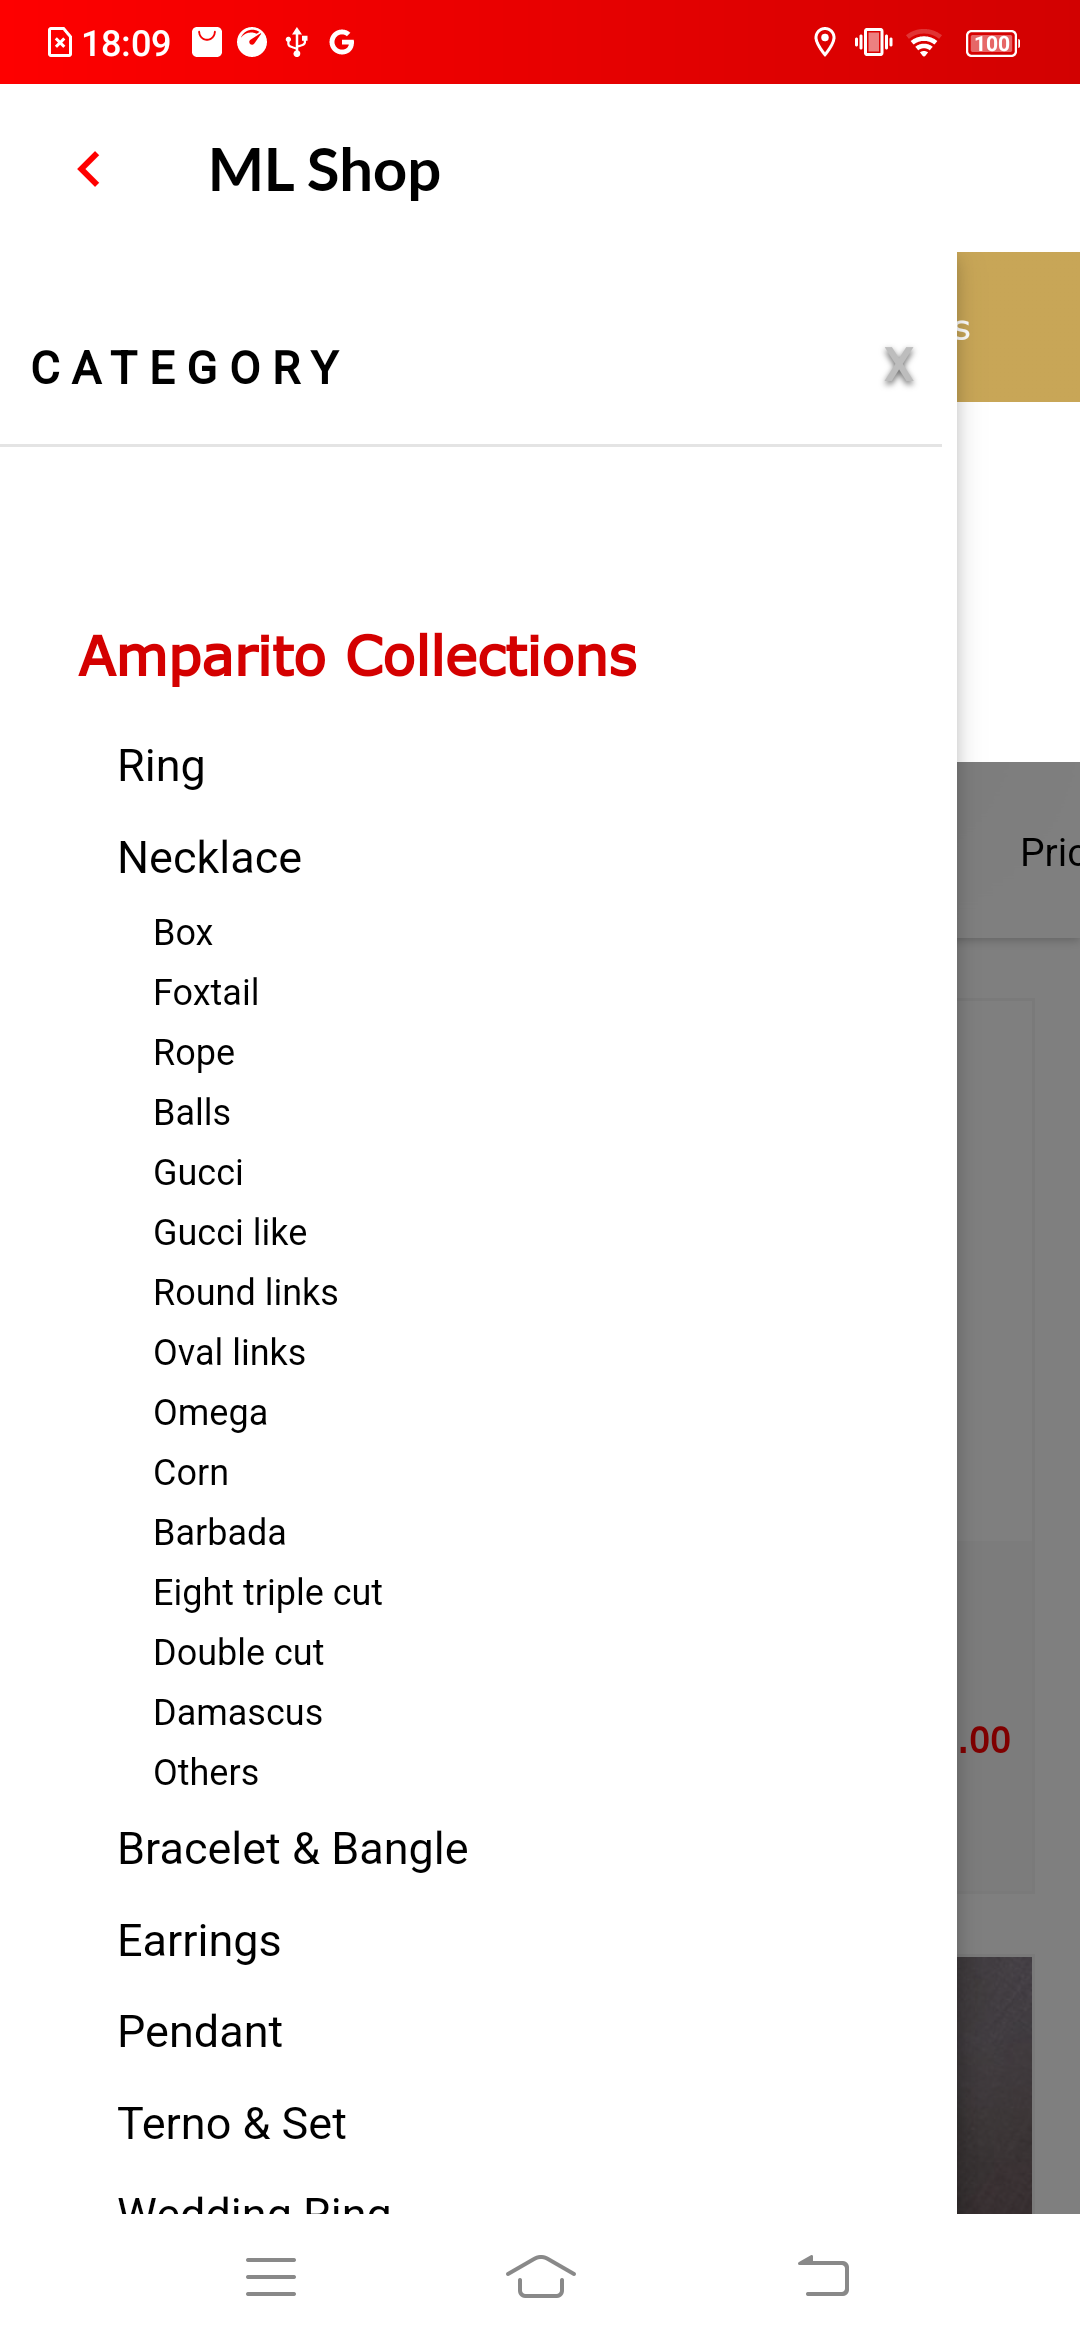 18:09
100
ML Shop
s
CATEGORY
X
Amparito Collections
Ring
Necklace
Pric
Box
Foxtail
Rope
Balls
Gucci
Gucci like
Round links
Oval links
Omega
Corn
Barbada
Eight triple cut
Double cut
Damascus
.00
Others
Bracelet & Bangle
Earrings
Pendant
Terno & Set
Wedding Ring